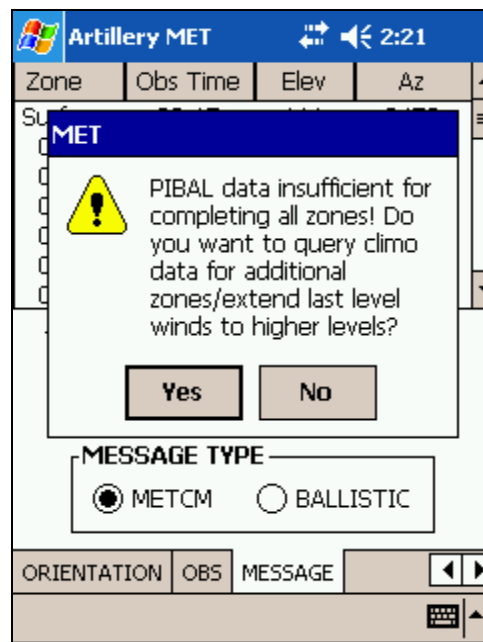 Artillery MET 2:21
Zone Obs Time Elev Az
MET
PIBAL data insufficient for
completing all zones! Do
you want to query climo
data for additional
zones/extend last level
winds to higher levels?
Yes No
MESSAGE TYPE
METCM BALLISTIC
ORIENTATION OBS MESSAGE